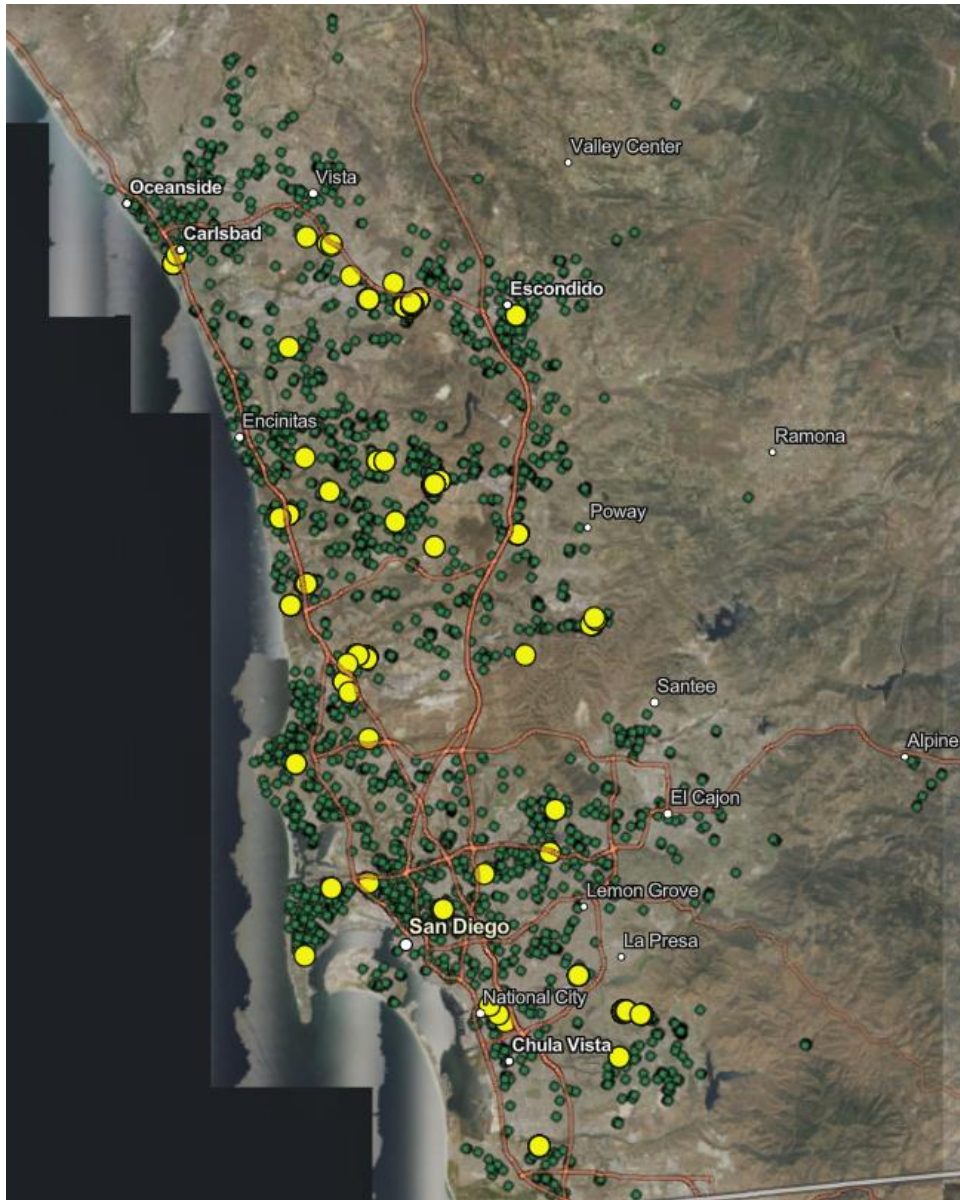 Valley Center
Vista
Oceanside
Carlsbad
Escondido
Encinitas
Ramona
Poway
Santee
Alpine
El Cajon
Lemon Grove
San Diego
La Presa
National City
Chula Vista